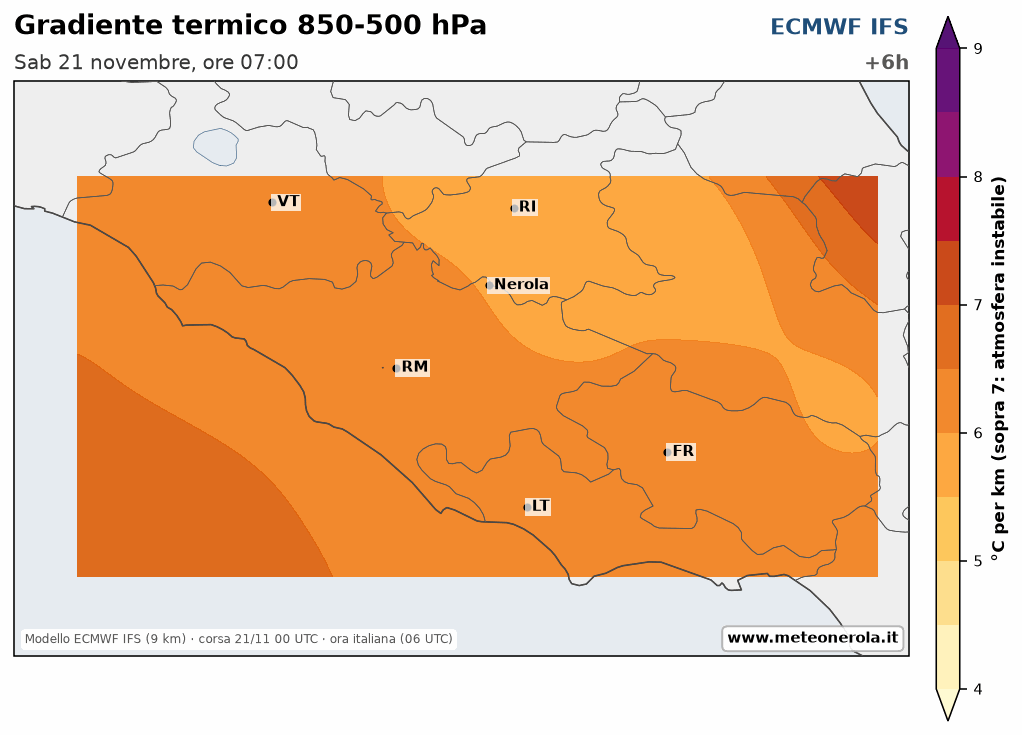 Gradiente termico 850-500 hPa
ECMWF IFS
Sab 21 novembre, ore 07:00
+6h
VT
RI
Nerola
RM
FR
LT
9
8
7
6
5
4
°C per km (sopra 7: atmosfera instabile)
Modello ECMWF IFS (9 km) · corsa 21/11 00 UTC · ora italiana (06 UTC)
www.meteonerola.it